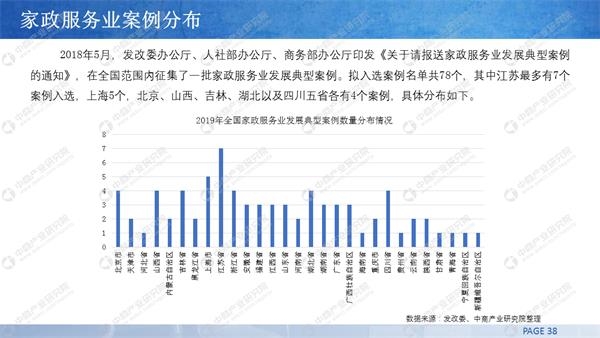 家政服务业案例分布
2018年5月，发改委办公厅、人社部办公厅、商务部办公厅印发《关于请报送家政服务业发展典型案例
的通知》，在全国范围内征集了一批家政服务业发展典型案例。拟入选案例名单共78个，其中江苏最多有7个
案例入选，上海5个，北京、山西、吉林、湖北以及四川五省各有4个案例，具体分布如下。
2019年全国家政服务业发展典型案例数量分布情况
8
7
6
5
4
3
2
1
0
北京市
天津市
河北省
山西省
内蒙古自治区
吉林省
黑龙江省
上海市
江苏省
浙江省
安徽省
福建省
江西省
山东省
河南省
湖北省
湖南省
广东省
广西壮族自治区
海南省
重庆市
四川省
贵州省
云南省
陕西省
甘肃省
青海省
宁夏回族自治区
新疆维吾尔自治区
数据来源：发改委、中商产业研究院整理
PAGE 38
中商产业研究院